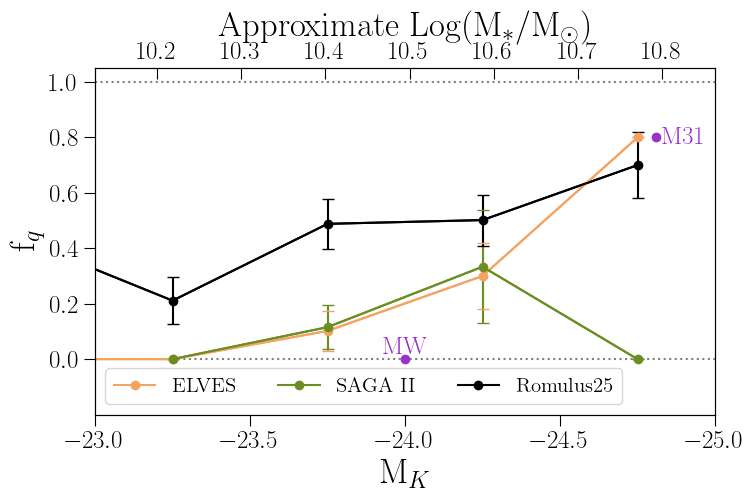 Approximate Log(M*/M⊙)
10.2 10.3 10.4 10.5 10.6 10.7 10.8
1.0
0.8
0.6
0.4
0.2
0.0
f_q
M31
MW
ELVES SAGA II Romulus25
−23.0 −23.5 −24.0 −24.5 −25.0
M_K